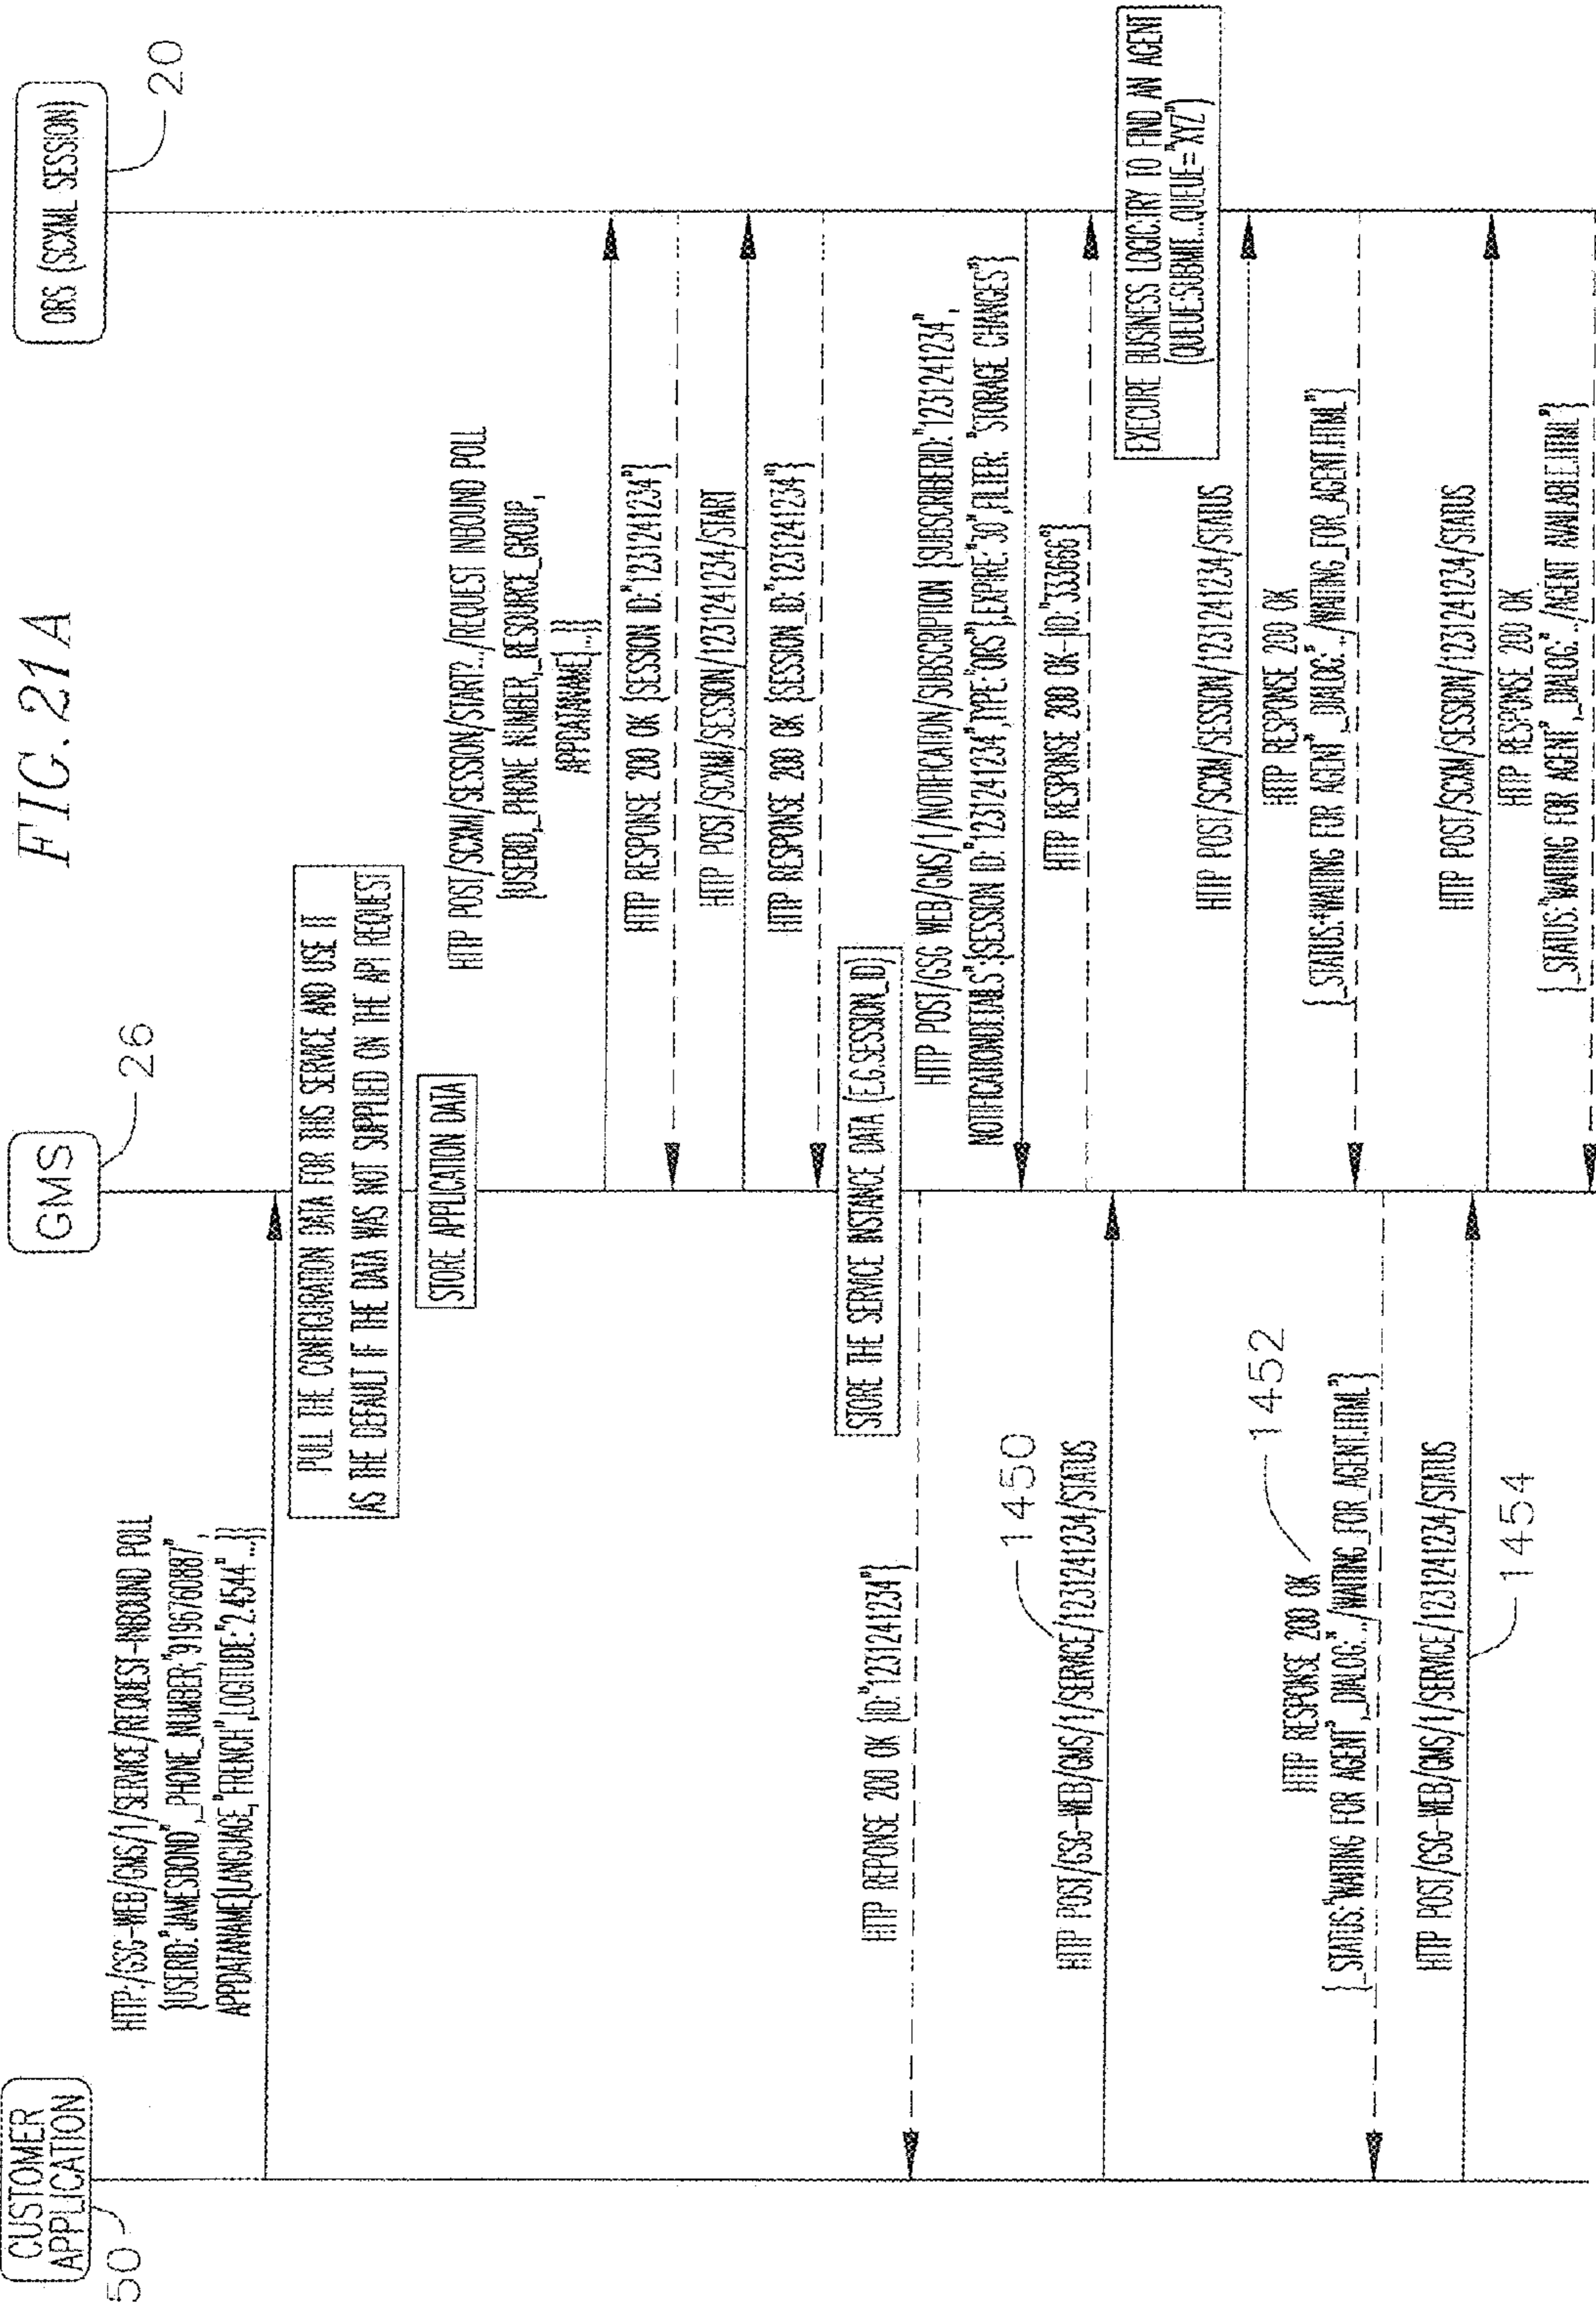 FIG. 21A
CUSTOMER
APPLICATION
50
GMS
26
ORS (SCXML SESSION)
20
HTTP:/GSG-WEB/GMS/1/SERVICE/REQUEST-INBOUND POLL
{USERID:"JAMESBOND",_PHONE_NUMBER;"919676O887",
APPDATANAME{LANGUAGE,"FRENCH",LOGITUDE:"2.4544"...}}
PULL THE CONFIGURATION DATA FOR THIS SERVICE AND USE IT
AS THE DEFAULT IF THE DATA WAS NOT SUPPLIED ON THE API REQUEST
STORE APPLICATION DATA
HTTP POST/SCXMl/SESSION/START?../REQUEST INBOUND POLL
{USERID,_PHONE NUMBER,_RESOURCE_GROUP,
APPDATANAME{...}}
HTTP RESPONSE 200 OK {SESSION ID:"1231241234"}
HTTP POST/SCXMl/SESSION/1231241234/START
HTTP RESPONSE 200 OK {SESSION_ID:"1231241234"}
STORE THE SERVICE INSTANCE DATA (E.G.SESSION_ID)
HTTP REPONSE 200 OK {ID:"1231241234"}
HTTP POST/GSG WEB/GMS/1/NOTIFICATION/SUBSCRIPTION {SUBSCRIBERID:"1231241234",
NOTIFICATIONDETAILS":{SESSION ID:"1231241234",TYPE:"ORS"},EXPIRE:"30",FILTER: "STORAGE CHANGES"}
HTTP RESPONSE 200 OK-{ID:"333666"}
1450
HTTP POST/GSG-WEB/GMS/1/SERVICE/1231241234/STATUS
EXECURE BUSINESS LOGIC:TRY TO FIND AN AGENT
(QUEUE:SUBMIT...QUEUE="XYZ")
HTTP POST/SCXM/SESSION/1231241234/STATUS
HTTP RESPONSE 200 OK
{_STATUS:"WAITING FOR AGENT",_DIALOG:"../WAITING_FOR_AGENT.HTML"}
1452
HTTP RESPONSE 200 OK
{_STATUS:"WAITING FOR AGENT",_DIALOG:"../WAITING_FOR_AGENT.HTML"}
HTTP POST/GSG-WEB/GMS/1/SERVICE/1231241234/STATUS
1454
HTTP POST/SCXM/SESSION/1231241234/STATUS
HTTP RESPONSE 200 OK
{_STATUS:"WAITING FOR AGENT",_DIALOG:"../AGENT AVAILABEL.HTML"}